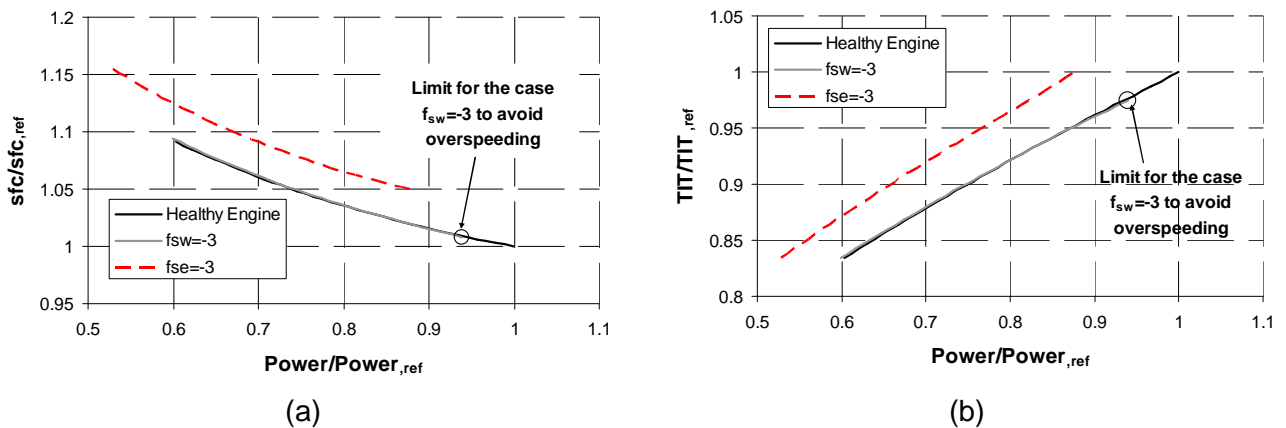 1.2
1.15
1.1
1.05
1
0.95
sfc/sfc,ref
0.5 0.6 0.7 0.8 0.9 1 1.1
Power/Power,ref
Limit for the case
fsw=-3 to avoid
overspeeding
Healthy Engine
fsw=-3
fse=-3
(a)
1.05
1
0.95
0.9
0.85
0.8
TIT/TIT,ref
0.5 0.6 0.7 0.8 0.9 1 1.1
Power/Power,ref
Healthy Engine
fsw=-3
fse=-3
Limit for the case
fsw=-3 to avoid
overspeeding
(b)